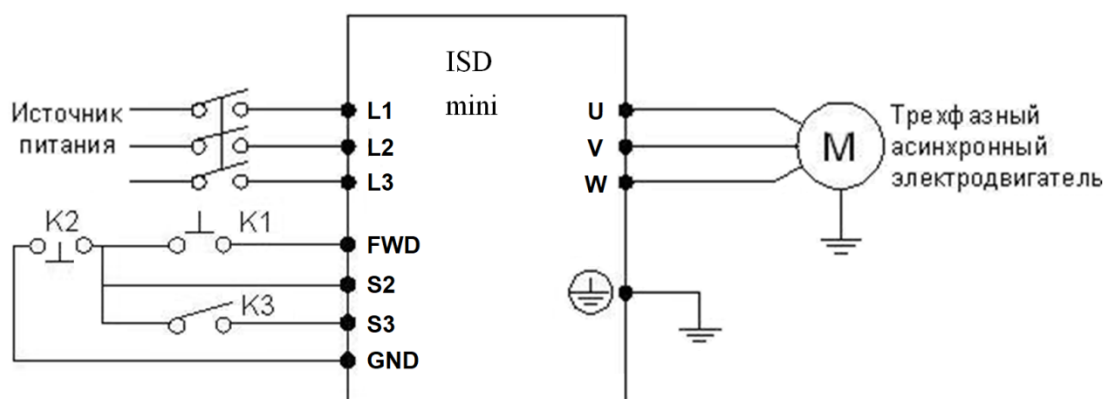 ISD
mini
Источник
питания
L1
L2
L3
U
V
W
M
Трехфазный
асинхронный
электродвигатель
K2
K1
FWD
S2
K3
S3
GND